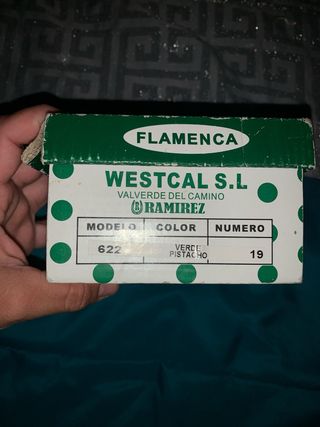 FLAMENCA
WESTCAL S.L
VALVERDE DEL CAMINO
RAMIREZ
MODELO COLOR NUMERO
622 VERDE PISTACHO 19